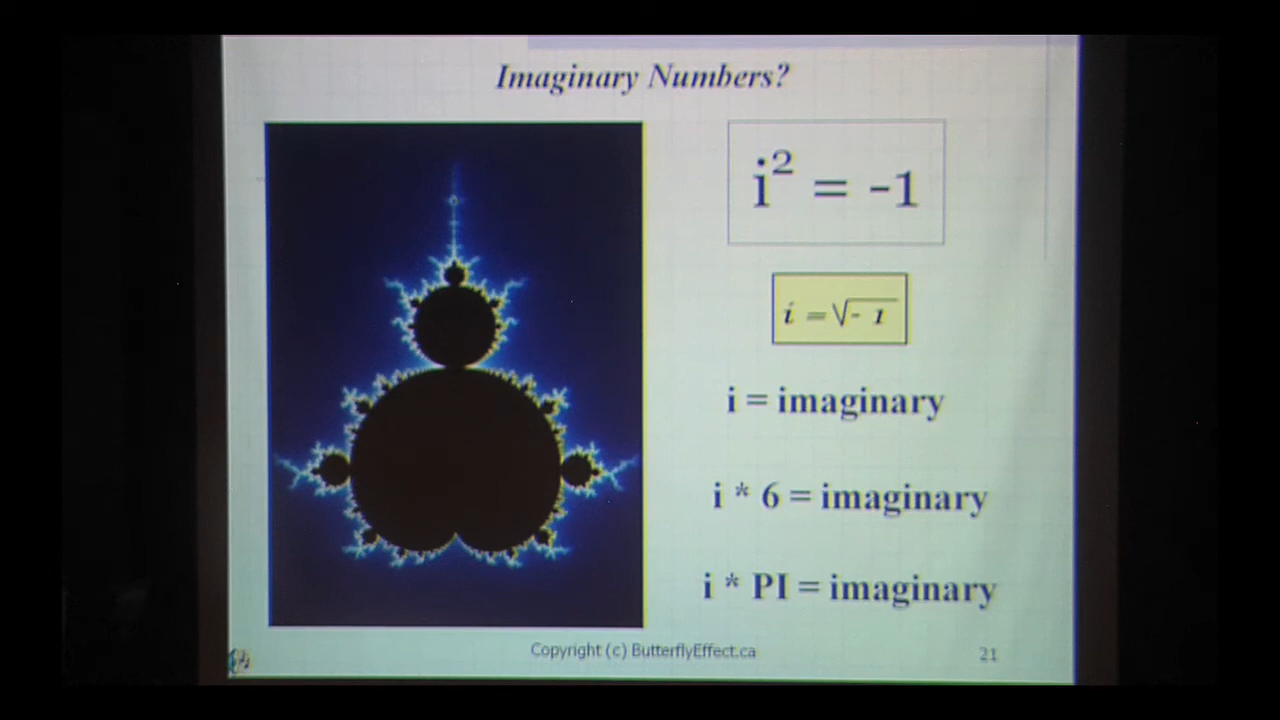 Imaginary Numbers?
i² = -1
i = √-1
i = imaginary
i * 6 = imaginary
i * PI = imaginary
Copyright (c) ButterflyEffect.ca
21